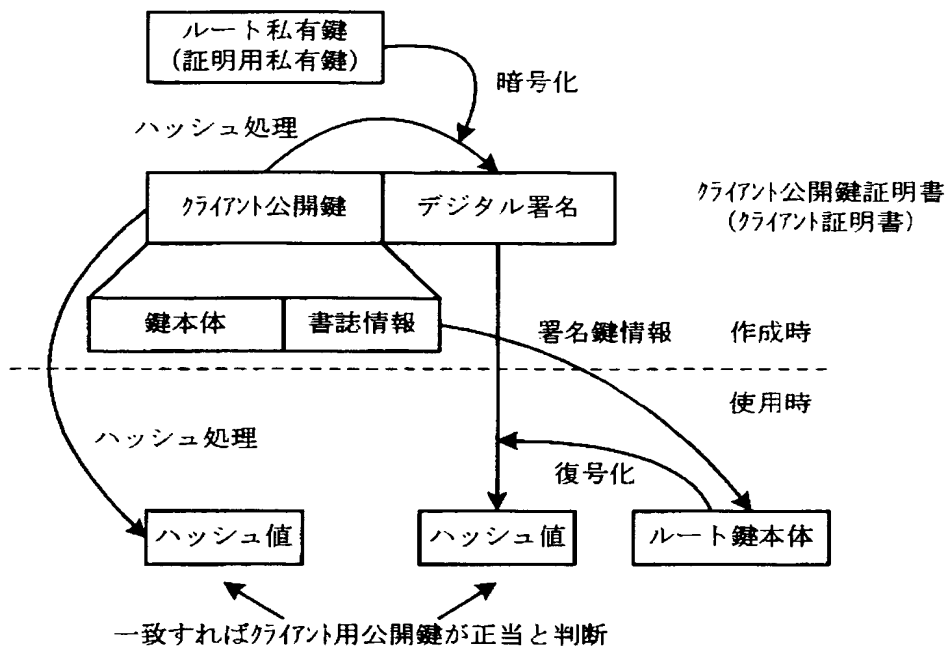 ルート私有鍵
(証明用私有鍵)
暗号化
ハッシュ処理
クライアント公開鍵
デジタル署名
クライアント公開鍵証明書
(クライアント証明書)
鍵本体
書誌情報
署名鍵情報
作成時
使用時
ハッシュ処理
復号化
ハッシュ値
ハッシュ値
ルート鍵本体
一致すればクライアント用公開鍵が正当と判断